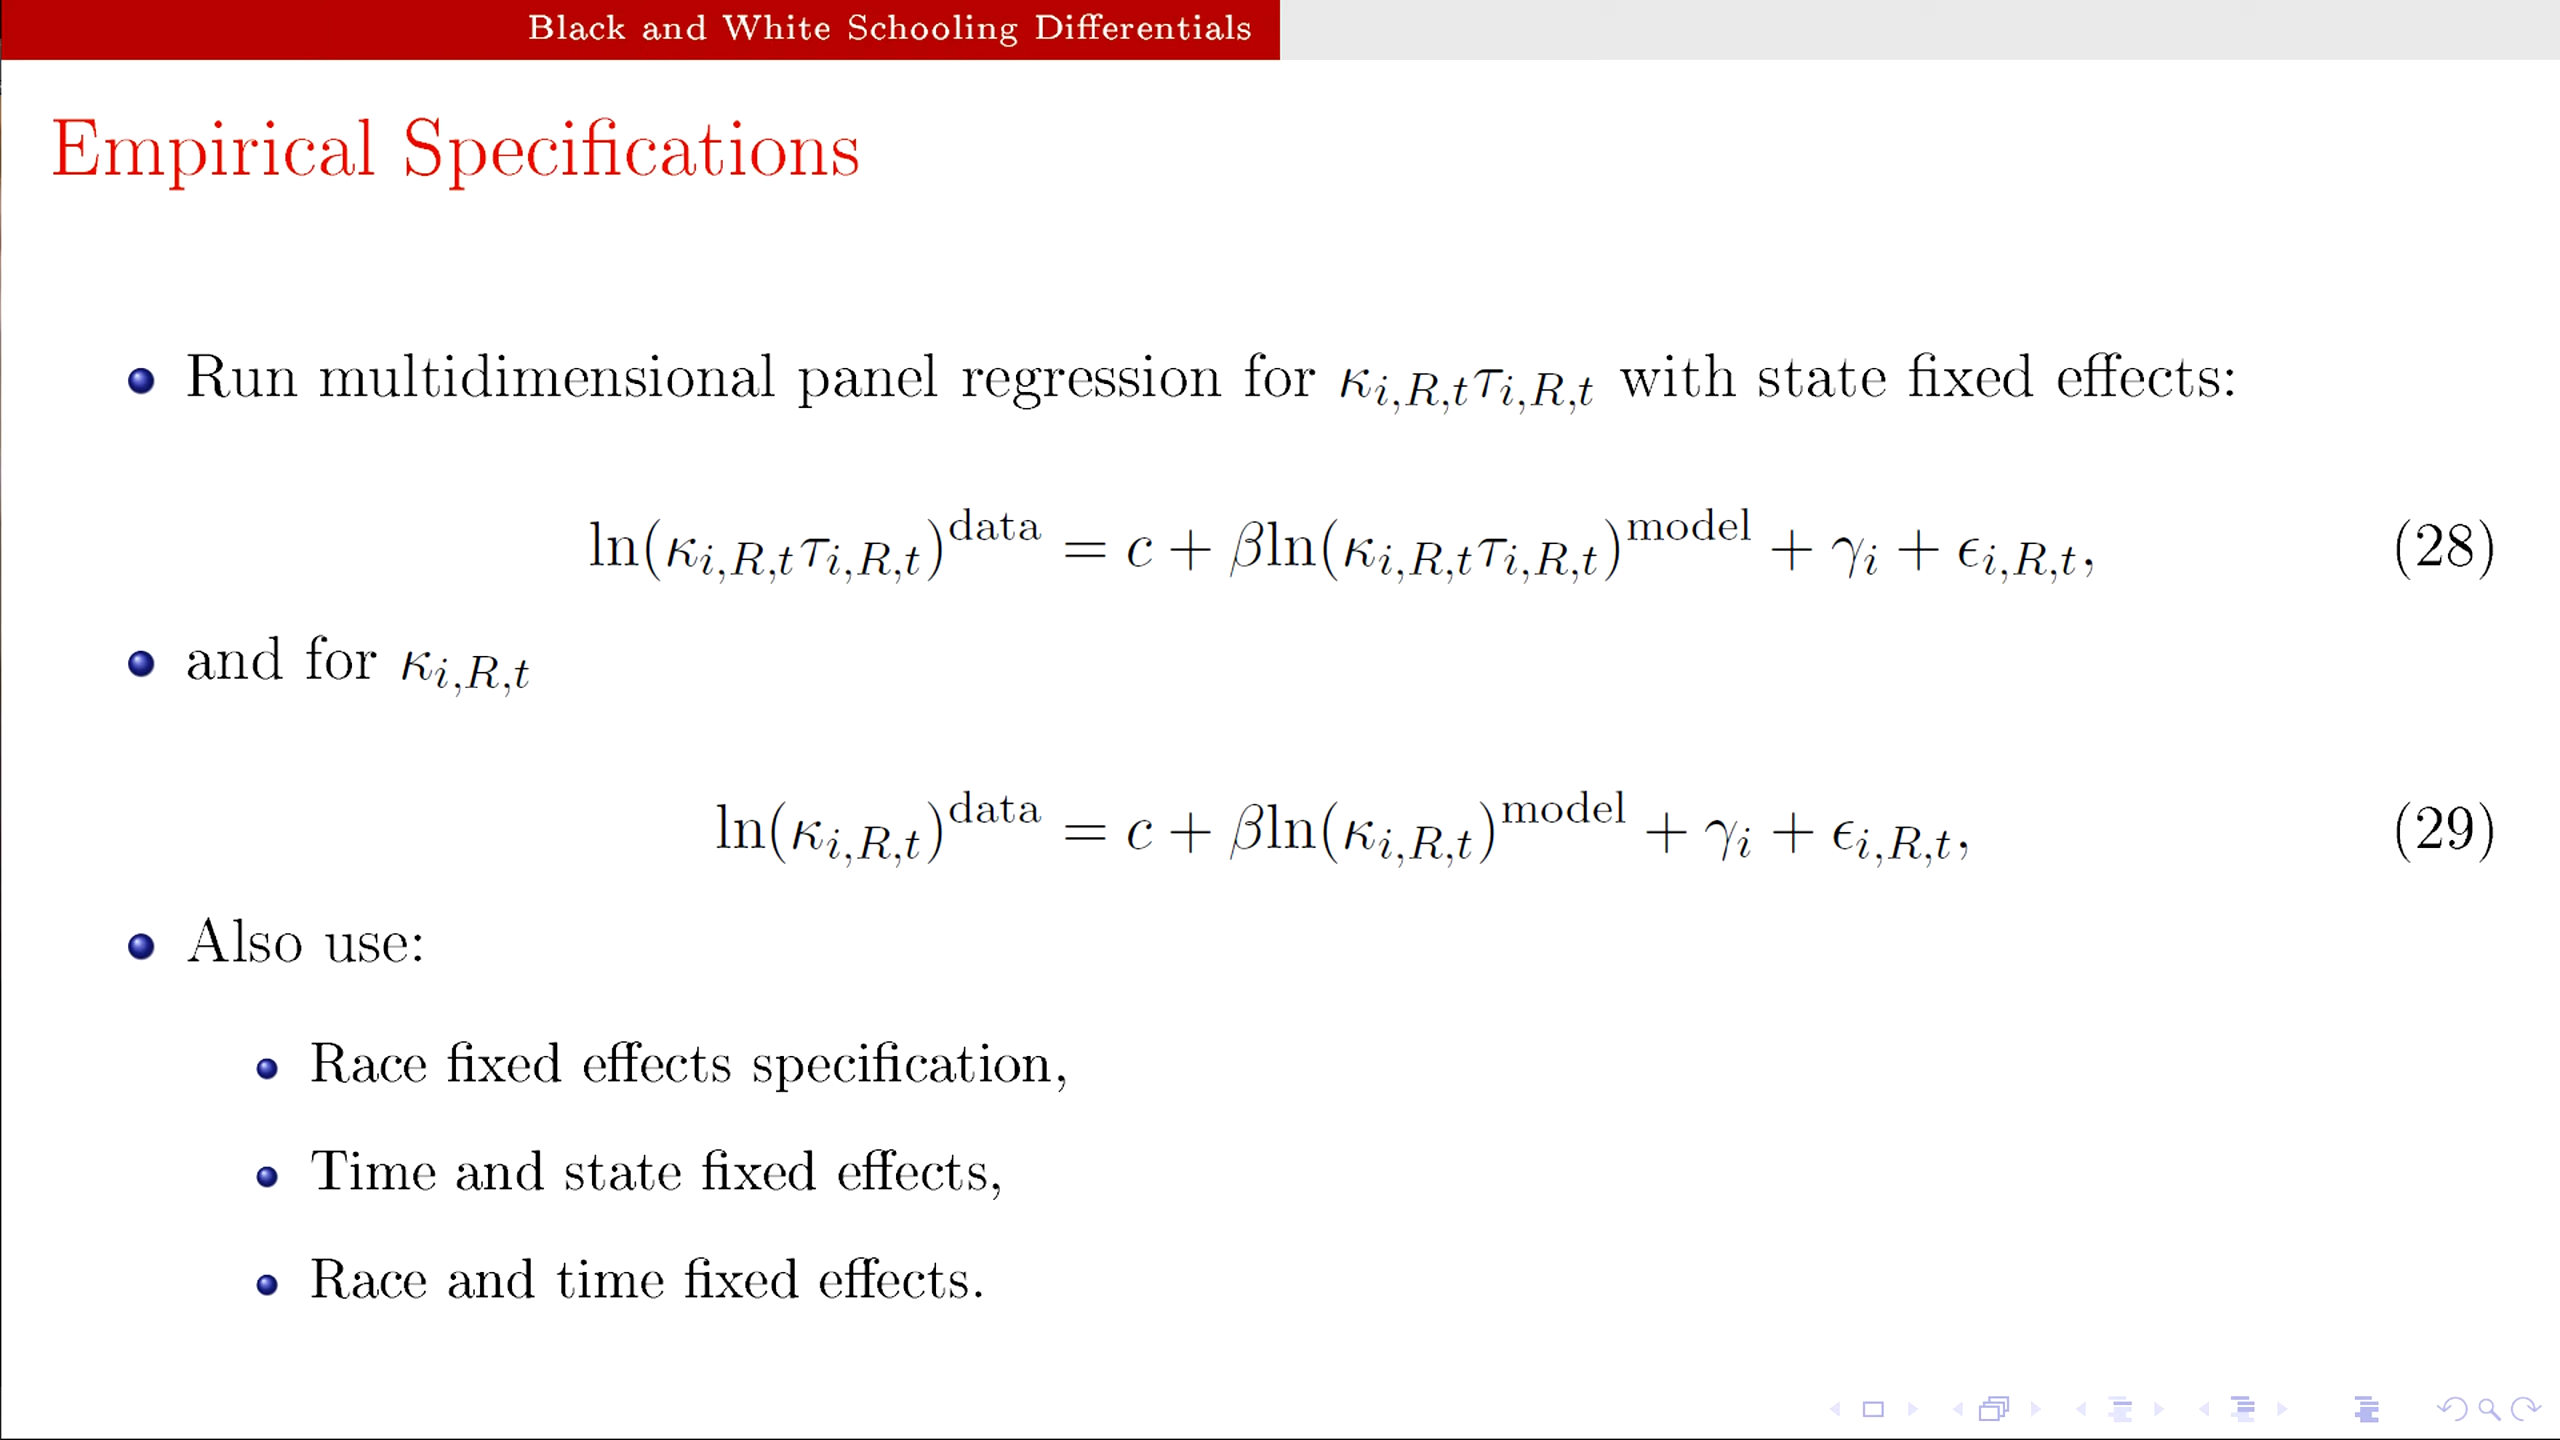 Black and White Schooling Differentials
Empirical Specifications
Run multidimensional panel regression for κ_{i,R,t}τ_{i,R,t} with state fixed effects:
ln(κ_{i,R,t}τ_{i,R,t})^{data} = c + βln(κ_{i,R,t}τ_{i,R,t})^{model} + γ_i + ϵ_{i,R,t}, (28)
and for κ_{i,R,t}
ln(κ_{i,R,t})^{data} = c + βln(κ_{i,R,t})^{model} + γ_i + ϵ_{i,R,t}, (29)
Also use:
Race fixed effects specification,
Time and state fixed effects,
Race and time fixed effects.